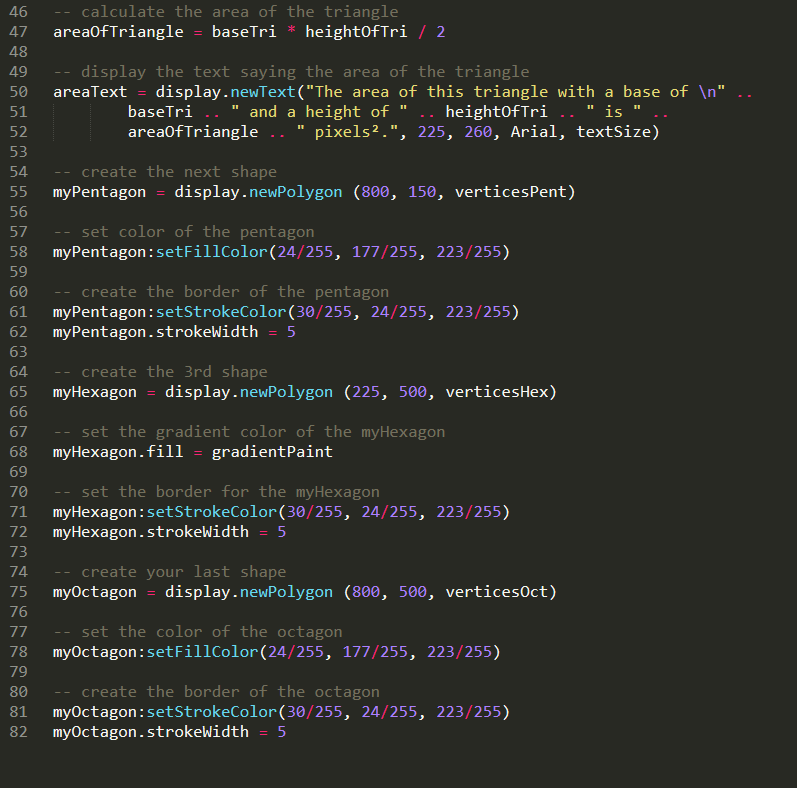 46 -- calculate the area of the triangle
47 areaOfTriangle = baseTri * heightOfTri / 2
48
49 -- display the text saying the area of the triangle
50 areaText = display.newText("The area of this triangle with a base of \n" ..
51 baseTri .. " and a height of " .. heightOfTri .. " is " ..
52 areaOfTriangle .. " pixels².", 225, 260, Arial, textSize)
53
54 -- create the next shape
55 myPentagon = display.newPolygon (800, 150, verticesPent)
56
57 -- set color of the pentagon
58 myPentagon:setFillColor(24/255, 177/255, 223/255)
59
60 -- create the border of the pentagon
61 myPentagon:setStrokeColor(30/255, 24/255, 223/255)
62 myPentagon.strokeWidth = 5
63
64 -- create the 3rd shape
65 myHexagon = display.newPolygon (225, 500, verticesHex)
66
67 -- set the gradient color of the myHexagon
68 myHexagon.fill = gradientPaint
69
70 -- set the border for the myHexagon
71 myHexagon:setStrokeColor(30/255, 24/255, 223/255)
72 myHexagon.strokeWidth = 5
73
74 -- create your last shape
75 myOctagon = display.newPolygon (800, 500, verticesOct)
76
77 -- set the color of the octagon
78 myOctagon:setFillColor(24/255, 177/255, 223/255)
79
80 -- create the border of the octagon
81 myOctagon:setStrokeColor(30/255, 24/255, 223/255)
82 myOctagon.strokeWidth = 5